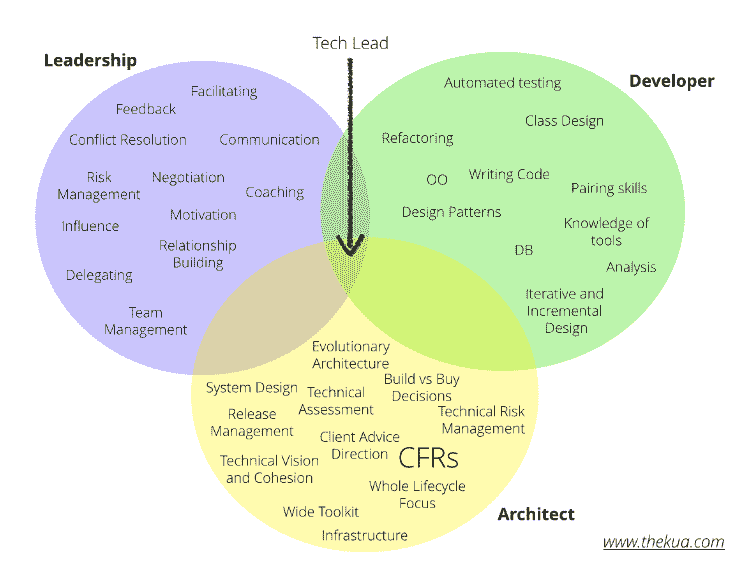 Tech Lead
Leadership
Facilitating
Feedback
Conflict Resolution
Communication
Risk
Management
Negotiation
Coaching
Influence
Motivation
Relationship
Building
Delegating
Team
Management
Developer
Automated testing
Class Design
Refactoring
OO
Writing Code
Pairing skills
Design Patterns
Knowledge of
tools
DB
Analysis
Iterative and
Incremental
Design
Evolutionary
Architecture
System Design
Technical
Assessment
Build vs Buy
Decisions
Release
Management
Technical Risk
Management
Client Advice
Direction
CFRs
Technical Vision
and Cohesion
Whole Lifecycle
Focus
Wide Toolkit
Infrastructure
Architect
www.thekua.com